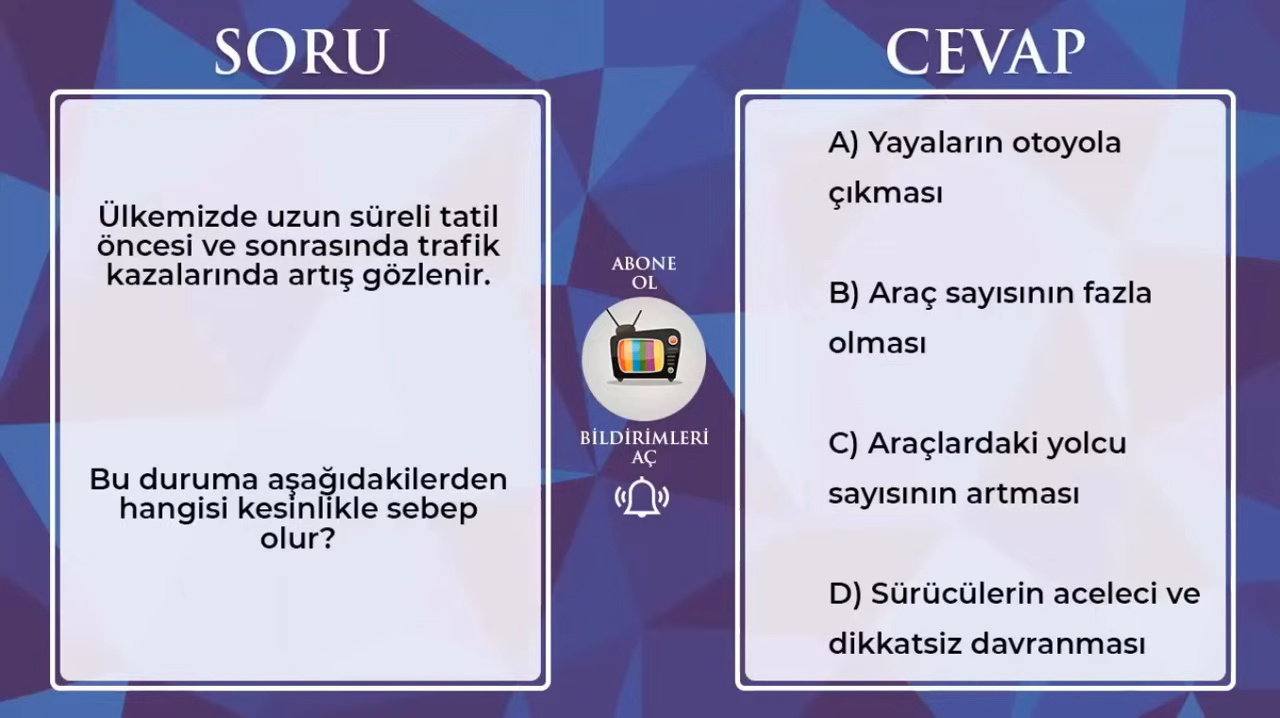 SORU
Ülkemizde uzun süreli tatil
öncesi ve sonrasında trafik
kazalarında artış gözlenir.
Bu duruma aşağıdakilerden
hangisi kesinlikle sebep
olur?
ABONE
OL
BİLDİRİMLERİ
AÇ
CEVAP
A) Yayaların otoyola
çıkması
B) Araç sayısının fazla
olması
C) Araçlardaki yolcu
sayısının artması
D) Sürücülerin aceleci ve
dikkatsiz davranması